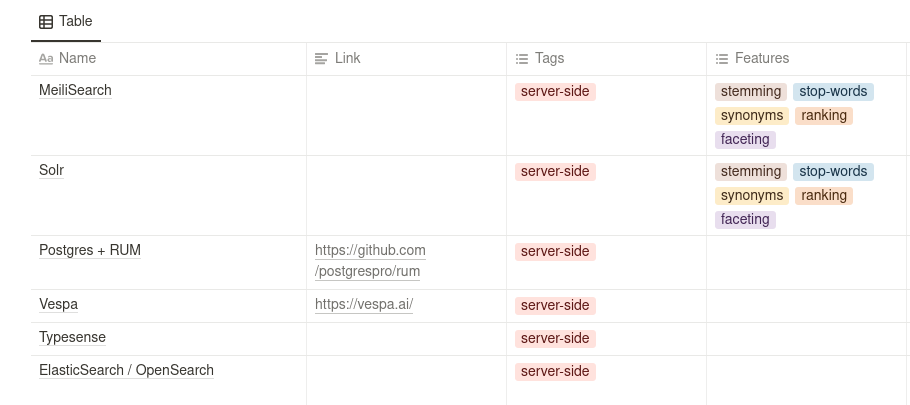 Table
Aa Name Link Tags Features
MeiliSearch server-side stemming stop-words
synonyms ranking
faceting
Solr server-side stemming stop-words
synonyms ranking
faceting
Postgres + RUM https://github.com server-side
/postgrespro/rum
Vespa https://vespa.ai/ server-side
Typesense server-side
ElasticSearch / OpenSearch server-side